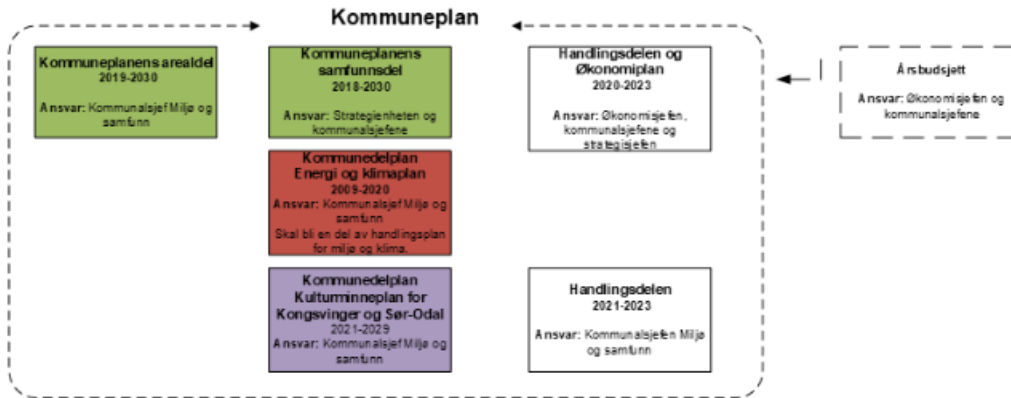 Kommuneplan
Kommuneplanens arealdel
2019-2030
Ansvar: Kommunalsjef Miljø og
samfunn
Kommuneplanens
samfunnsdel
2018-2030
Ansvar: Strategienheten og
kommunalsjefene
Handlingsdelen og
Økonomiplan
2020-2023
Ansvar: Økonomisjefen,
kommunalsjefene og
strategisjefen
Årsbudsjett
Ansvar: Økonomisjefen og
kommunalsjefene
Kommunedelplan
Energi og klimaplan
2009-2020
Ansvar: Kommunalsjef Miljø og
samfunn
Skal bli en del av handlingsplan
for miljø og klima.
Kommunedelplan
Kulturminneplan for
Kongsvinger og Sør-Odal
2021-2029
Ansvar: Kommunalsjef Miljø og
samfunn
Handlingsdelen
2021-2023
Ansvar: Kommunalsjefen Miljø
og samfunn